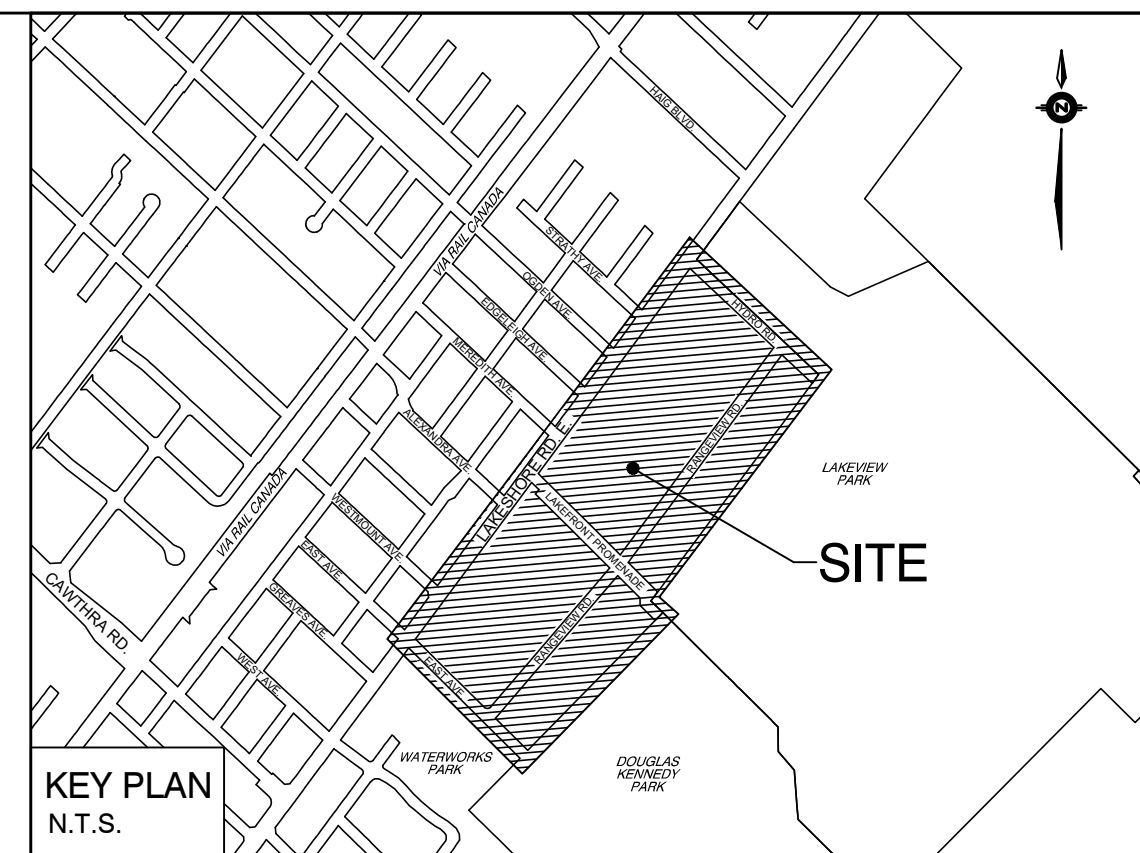 HAIG BLVD.
N
VIA RAIL CANADA
STRATHY AVE.
OGDEN AVE.
EDGELEIGH AVE.
MEREDITH AVE.
ALEXANDRA AVE.
HYDRO RD.
RANGEVIEW RD.
LAKESHORE RD. E.
LAKEVIEW
PARK
LAKEFRONT PROMENADE
SITE
VIA RAIL CANADA
WESTMOUNT AVE.
EAST AVE.
GREAVES AVE.
WEST AVE.
CAWTHRA RD.
RANGEVIEW RD.
EAST AVE.
WATERWORKS
PARK
DOUGLAS
KENNEDY
PARK
KEY PLAN
N.T.S.